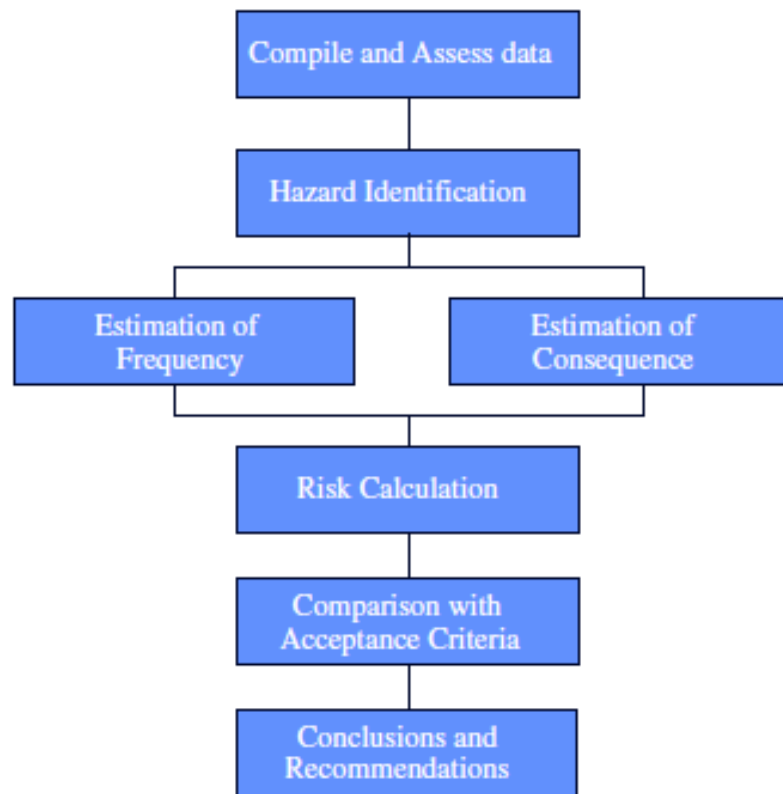 Compile and Assess data
Hazard Identification
Estimation of
Frequency
Estimation of
Consequence
Risk Calculation
Comparison with
Acceptance Criteria
Conclusions and
Recommendations